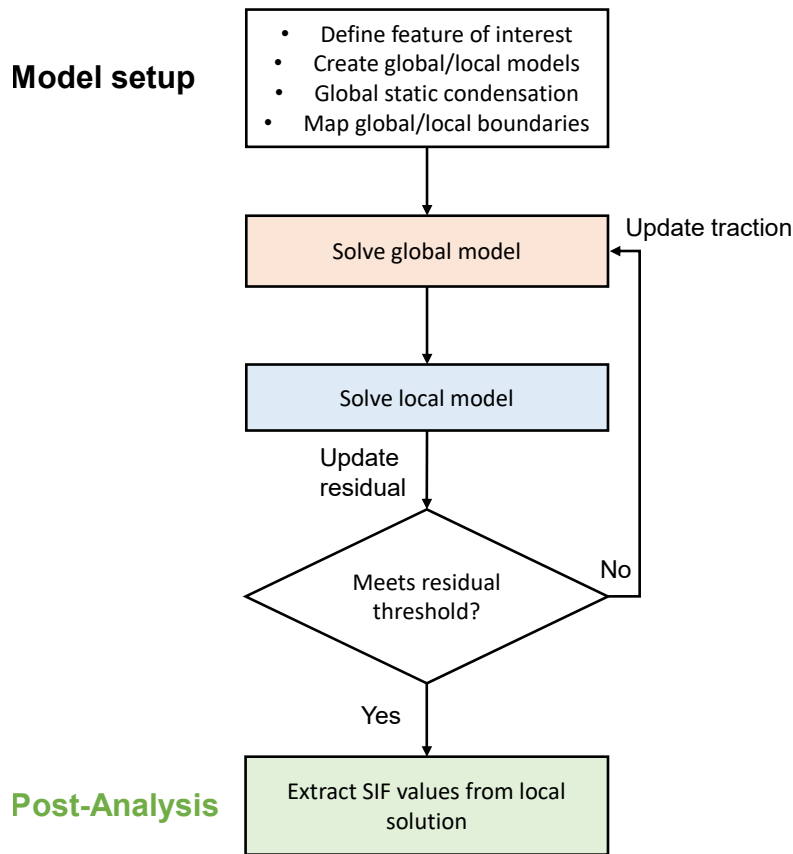 • Define feature of interest
• Create global/local models
Model setup
• Global static condensation
• Map global/local boundaries
Update traction
Solve global model
Solve local model
Update
residual
Meets residual
threshold?
No
Yes
Post-Analysis
Extract SIF values from local
solution